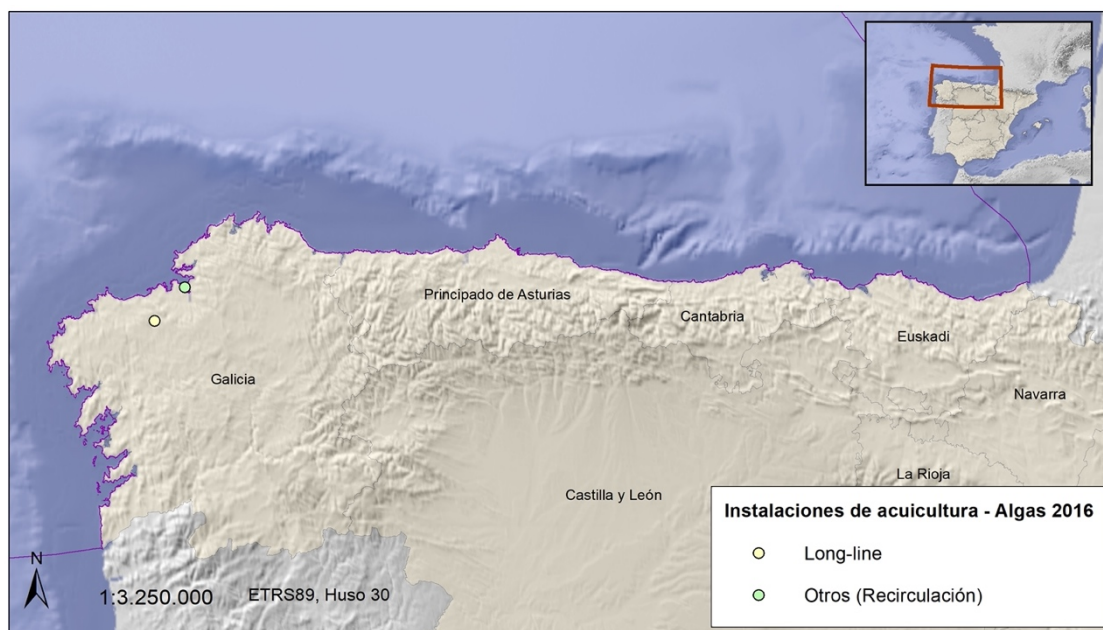 Principado de Asturias
Cantabria
Euskadi
Galicia
Navarra
La Rioja
Castilla y León
Instalaciones de acuicultura - Algas 2016
Long-line
Otros (Recirculación)
N
1:3.250.000
ETRS89, Huso 30